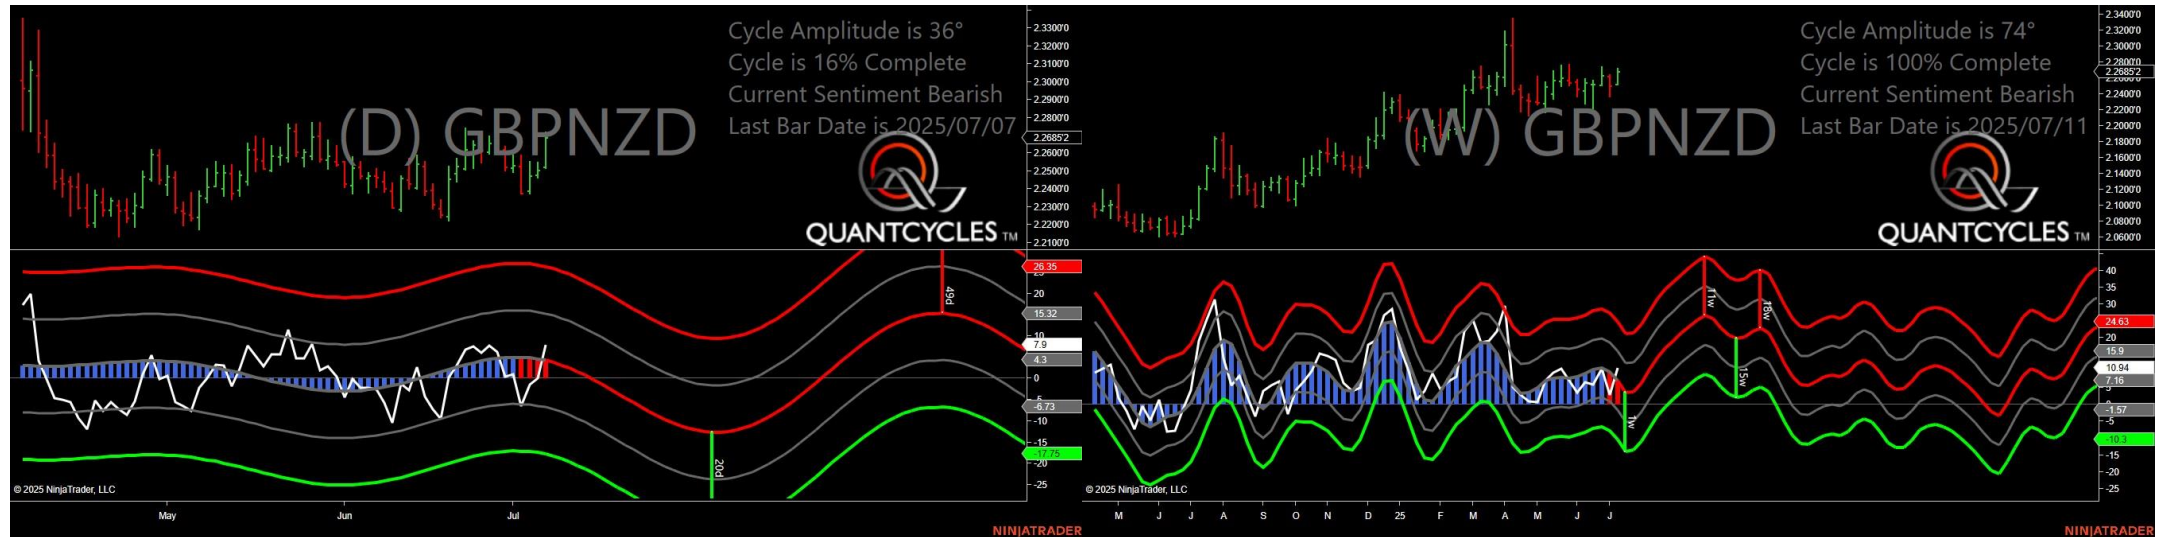 Cycle Amplitude is 36°
Cycle is 16% Complete
Current Sentiment Bearish
Last Bar Date is 2025/07/07
(D) GBPNZD
QUANTCYCLES TM
2.3300'0
2.3200'0
2.3100'0
2.3000'0
2.2900'0
2.2800'0
2.2685'2
2.2600'0
2.2500'0
2.2400'0
2.2300'0
2.2200'0
2.2100'0
26.35
25
20
15.32
10
7.9
4.3
0
-5
-6.73
-10
-15
-17.75
-20
-25
49d
20d
© 2025 NinjaTrader, LLC
May Jun Jul
NINJATRADER
Cycle Amplitude is 74°
Cycle is 100% Complete
Current Sentiment Bearish
Last Bar Date is 2025/07/11
(W) GBPNZD
QUANTCYCLES TM
2.3400'0
2.3200'0
2.3000'0
2.2800'0
2.2685'2
2.2600'0
2.2400'0
2.2200'0
2.2000'0
2.1800'0
2.1600'0
2.1400'0
2.1200'0
2.1000'0
2.0800'0
2.0600'0
40
35
30
24.63
20
15.9
10.94
7.16
5
0
-1.57
-5
-10.3
-15
-20
-25
11w
18w
15w
1w
© 2025 NinjaTrader, LLC
M J J A S O N D 25 F M A M J J
NINJATRADER